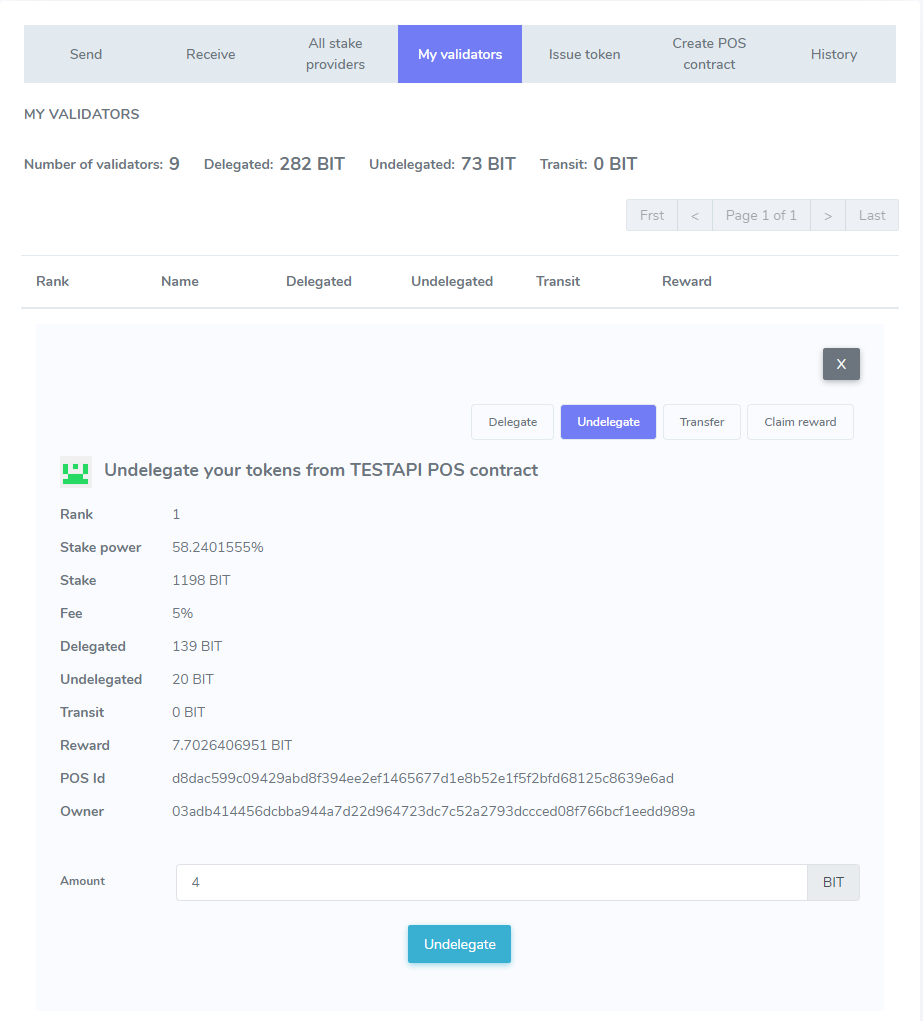 Send Receive All stake providers My validators Issue token Create POS contract History
MY VALIDATORS
Number of validators: 9 Delegated: 282 BIT Undelegated: 73 BIT Transit: 0 BIT
Frst < Page 1 of 1 > Last
Rank Name Delegated Undelegated Transit Reward
X
Delegate Undelegate Transfer Claim reward
Undelegate your tokens from TESTAPI POS contract
Rank 1
Stake power 58.2401555%
Stake 1198 BIT
Fee 5%
Delegated 139 BIT
Undelegated 20 BIT
Transit 0 BIT
Reward 7.7026406951 BIT
POS Id d8dac599c09429abd8f394ee2ef1465677d1e8b52e1f5f2bfd68125c8639e6ad
Owner 03adb414456dcbba944a7d22d964723dc7c52a2793dccced08f766bcf1eedd989a
Amount 4 BIT
Undelegate